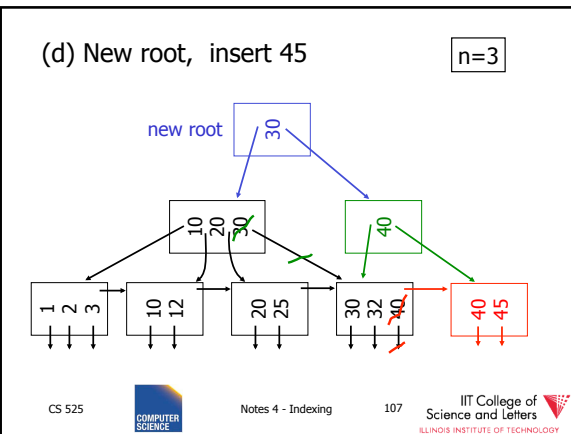 (d) New root, insert 45
n=3
new root
30
10 20 30
40
1 2 3
10 12
20 25
30 32 40
40 45
CS 525
COMPUTER
SCIENCE
Notes 4 - Indexing
107
IIT College of
Science and Letters
ILLINOIS INSTITUTE OF TECHNOLOGY